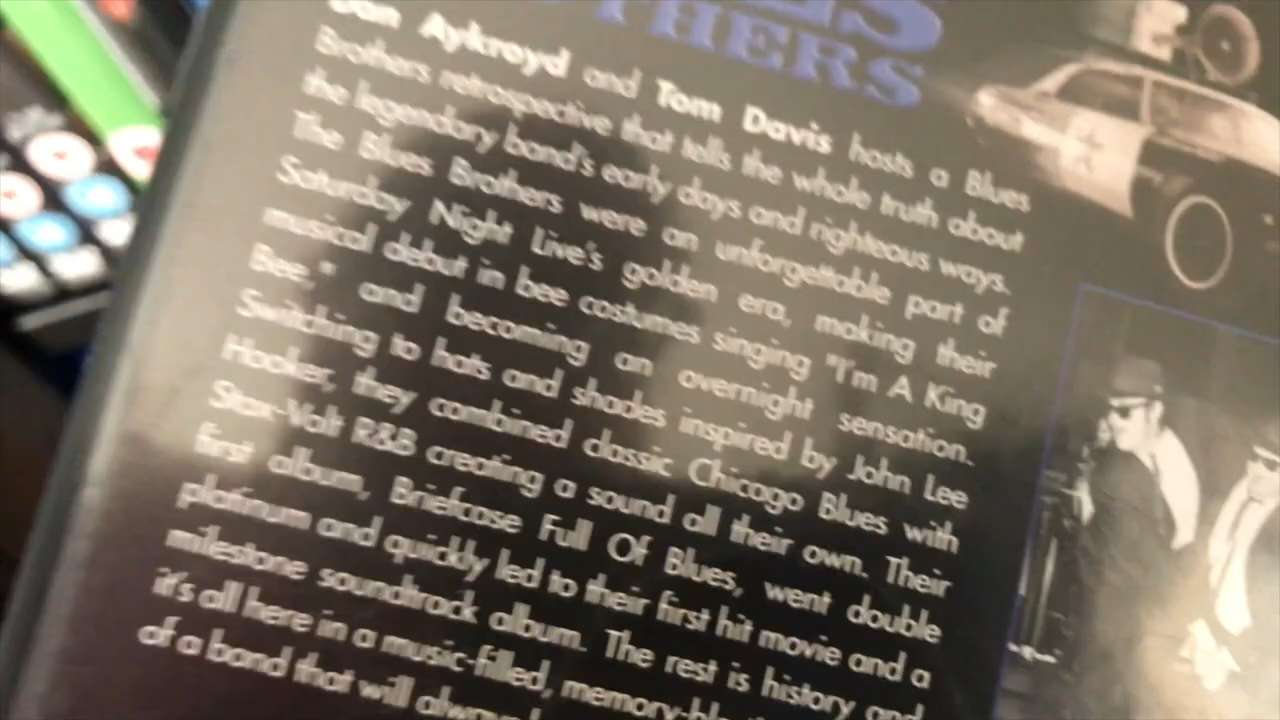 THERS
Dan Aykroyd and Tom Davis hosts a Blues
Brothers retrospective that tells the whole truth about
the legendary band's early days and righteous ways.
The Blues Brothers were an unforgettable part of
Saturday Night Live's golden era, making their
musical debut in bee costumes singing "I'm A King
Bee," and becoming an overnight sensation.
Switching to hats and shades inspired by John Lee
Hooker, they combined classic Chicago Blues with
Stax-Volt R&B creating a sound all their own. Their
first album, Briefcase Full Of Blues, went double
platinum and quickly led to their first hit movie and a
milestone soundtrack album. The rest is history and
it's all here in a music-filled,
of a band that will